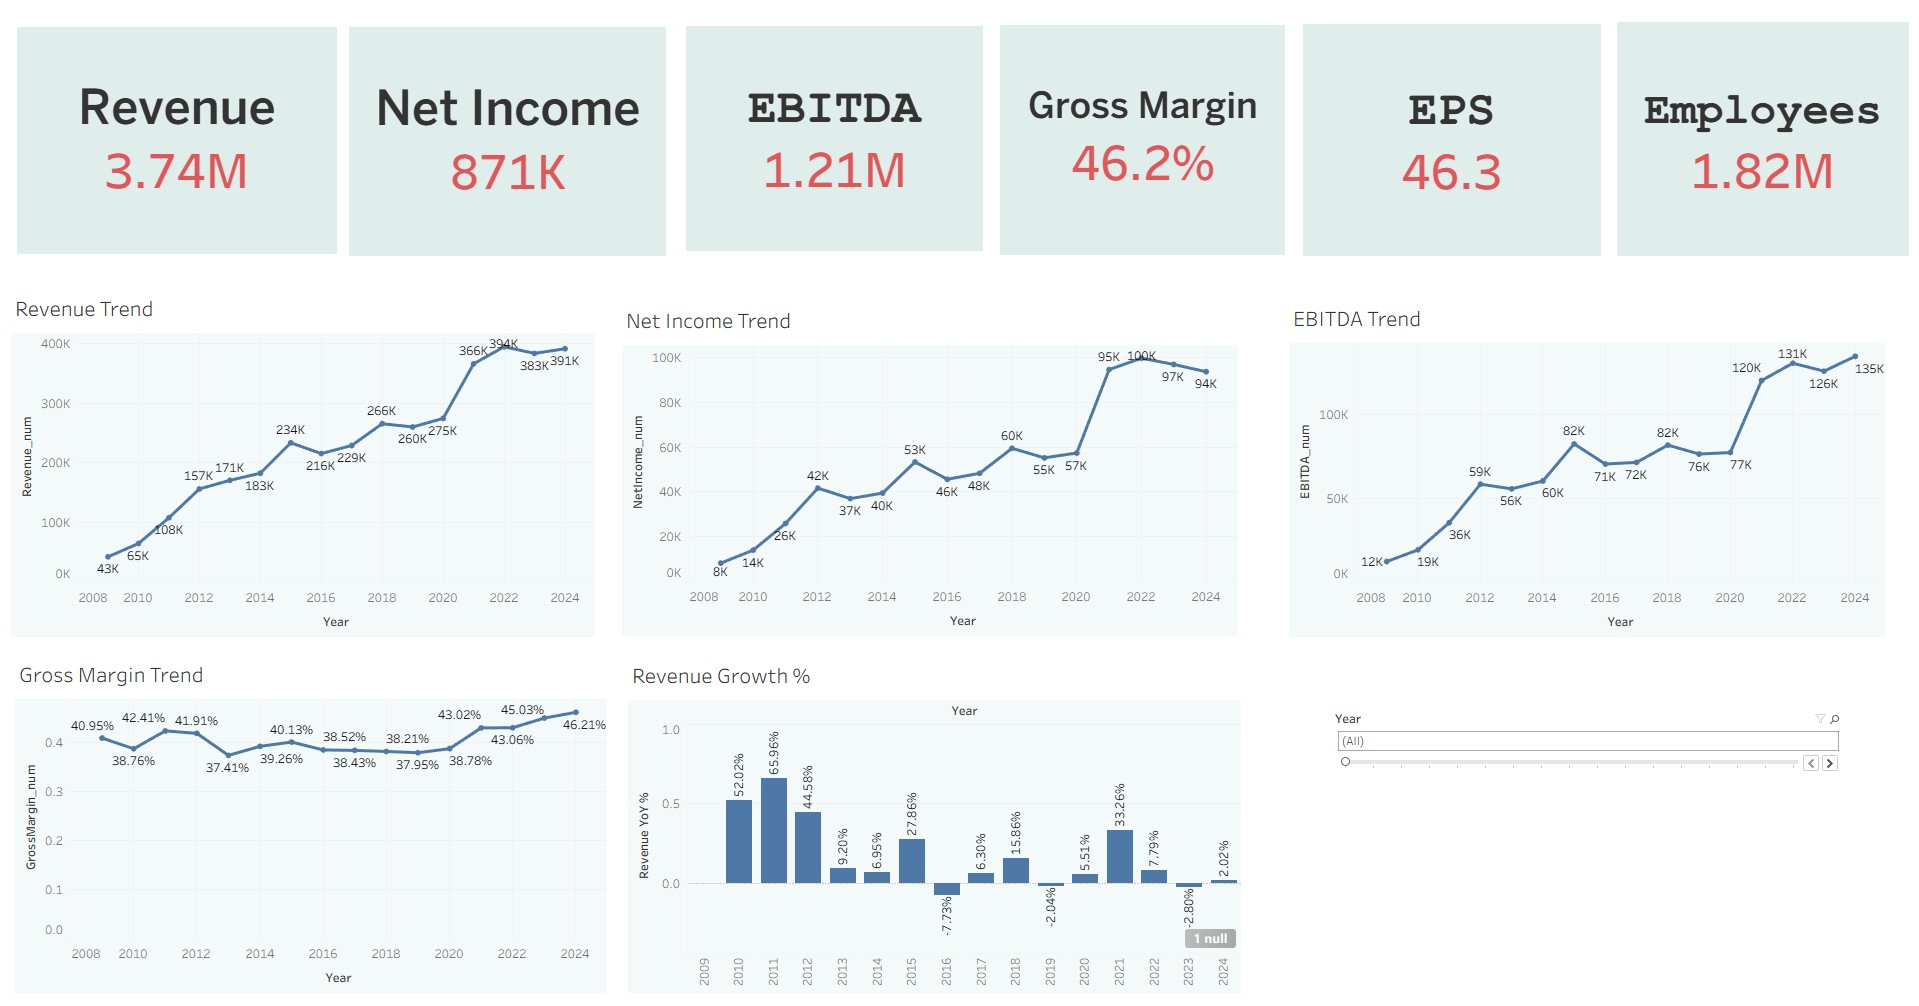 Revenue
3.74M
Net Income
871K
EBITDA
1.21M
Gross Margin
46.2%
EPS
46.3
Employees
1.82M
Revenue Trend
Revenue_num
400K
300K
200K
100K
0K
43K
65K
108K
157K
171K
183K
234K
216K
229K
266K
260K
275K
366K
394K
383K
391K
2008 2010 2012 2014 2016 2018 2020 2022 2024
Year
Net Income Trend
NetIncome_num
100K
80K
60K
40K
20K
0K
8K
14K
26K
42K
37K
40K
53K
46K
48K
60K
55K
57K
95K
100K
97K
94K
2008 2010 2012 2014 2016 2018 2020 2022 2024
Year
EBITDA Trend
EBITDA_num
100K
50K
0K
12K
19K
36K
59K
56K
60K
82K
71K
72K
82K
76K
77K
120K
131K
126K
135K
2008 2010 2012 2014 2016 2018 2020 2022 2024
Year
Gross Margin Trend
GrossMargin_num
0.4
0.3
0.2
0.1
0.0
40.95%
38.76%
42.41%
41.91%
37.41%
39.26%
40.13%
38.52%
38.43%
38.21%
37.95%
38.78%
43.02%
43.06%
45.03%
46.21%
2008 2010 2012 2014 2016 2018 2020 2022 2024
Year
Revenue Growth %
Year
Revenue YoY %
1.0
0.5
0.0
52.02%
65.96%
44.58%
9.20%
6.95%
27.86%
-7.73%
6.30%
15.86%
-2.04%
5.51%
33.26%
7.79%
-2.80%
2.02%
1 null
2009 2010 2011 2012 2013 2014 2015 2016 2017 2018 2019 2020 2021 2022 2023 2024
Year
(All)